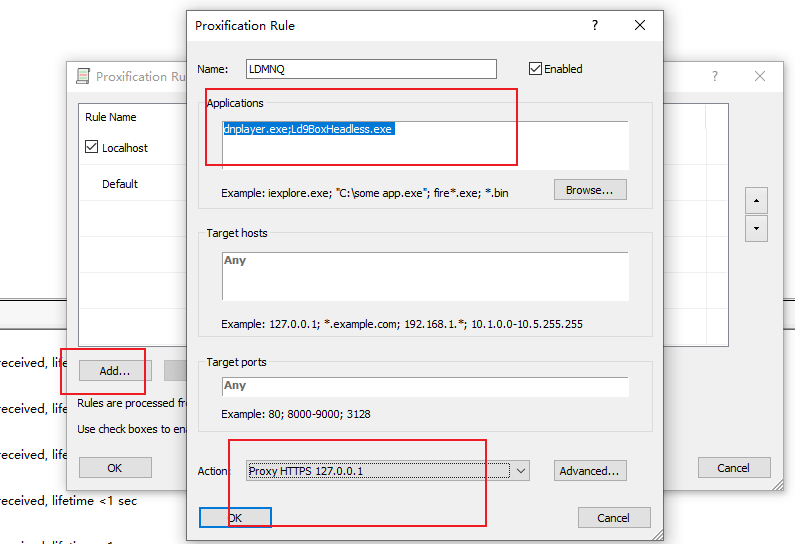 Proxification Rule
?
Name:
LDMNQ
Enabled
Proxification Ru
?
Applications
Rule Name
dnplayer.exe;Ld9BoxHeadless.exe
Localhost
Default
Example: iexplore.exe; "C:\some app.exe"; fire*.exe; *.bin
Browse...
Target hosts
Any
Example: 127.0.0.1; *.example.com; 192.168.1.*; 10.1.0.0-10.5.255.255
received, life
Add...
Target ports
Any
Rules are processed fr
received, life
Example: 80; 8000-9000; 3128
Use check boxes to ena
received, life
Action:
Proxy HTTPS 127.0.0.1
Advanced...
OK
Cancel
received, lifetime <1 sec
OK
Cancel